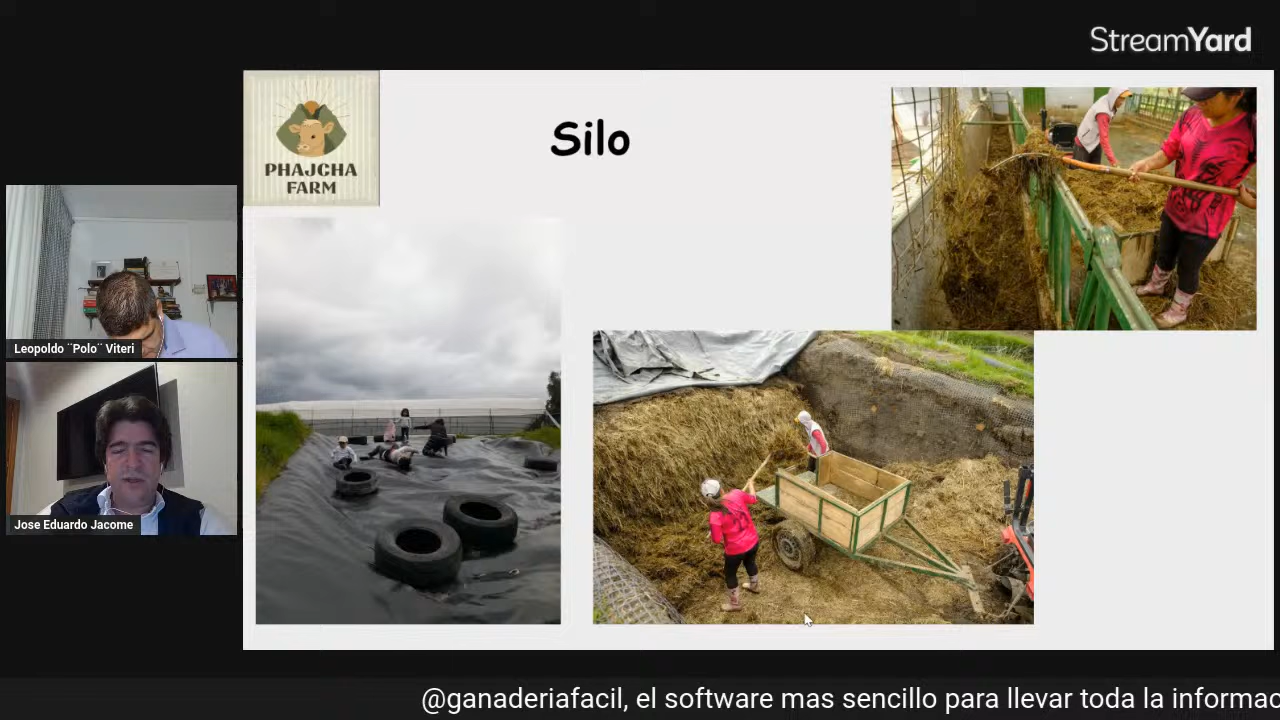 StreamYard
PHAJCHA
FARM
Silo
Leopoldo ¨Polo¨ Viteri
Jose Eduardo Jacome
@ganaderiafacil, el software mas sencillo para llevar toda la informac